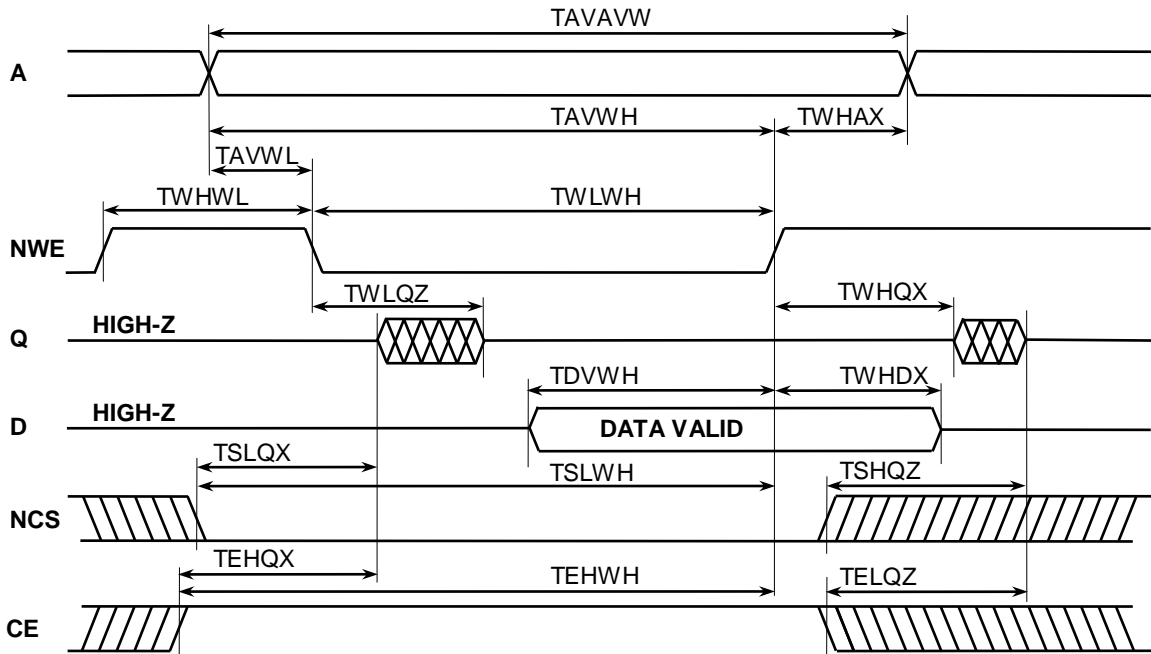 TAVAVW
A
TAVWH
TWHAX
TAVWL
TWHWL
TWLWH
NWE
TWLQZ
TWHQX
Q
HIGH-Z
TDVWH
TWHDX
D
HIGH-Z
DATA VALID
TSLQX
TSLWH
TSHQZ
NCS
TEHQX
TEHWH
TELQZ
CE